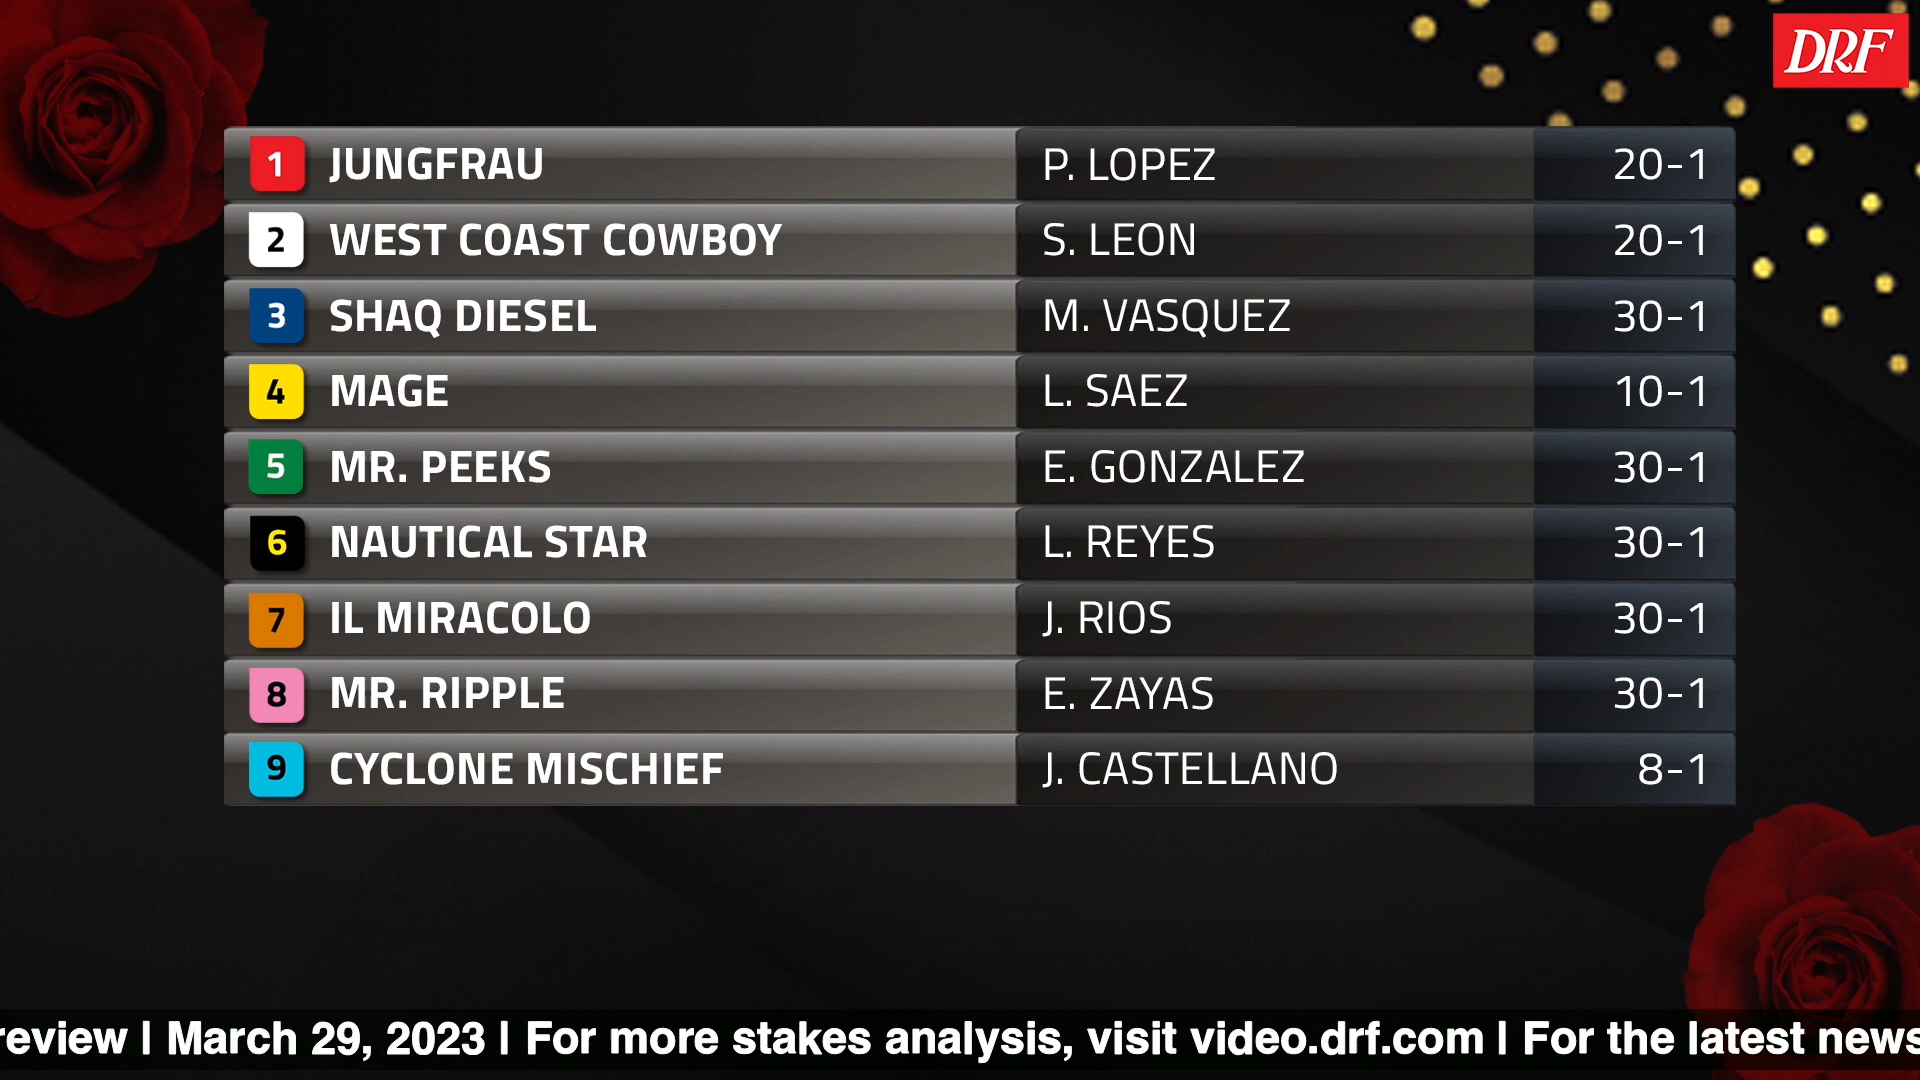 DRF
1 JUNGFRAU P. LOPEZ 20-1
2 WEST COAST COWBOY S. LEON 20-1
3 SHAQ DIESEL M. VASQUEZ 30-1
4 MAGE L. SAEZ 10-1
5 MR. PEEKS E. GONZALEZ 30-1
6 NAUTICAL STAR L. REYES 30-1
7 IL MIRACOLO J. RIOS 30-1
8 MR. RIPPLE E. ZAYAS 30-1
9 CYCLONE MISCHIEF J. CASTELLANO 8-1
review | March 29, 2023 | For more stakes analysis, visit video.drf.com | For the latest news